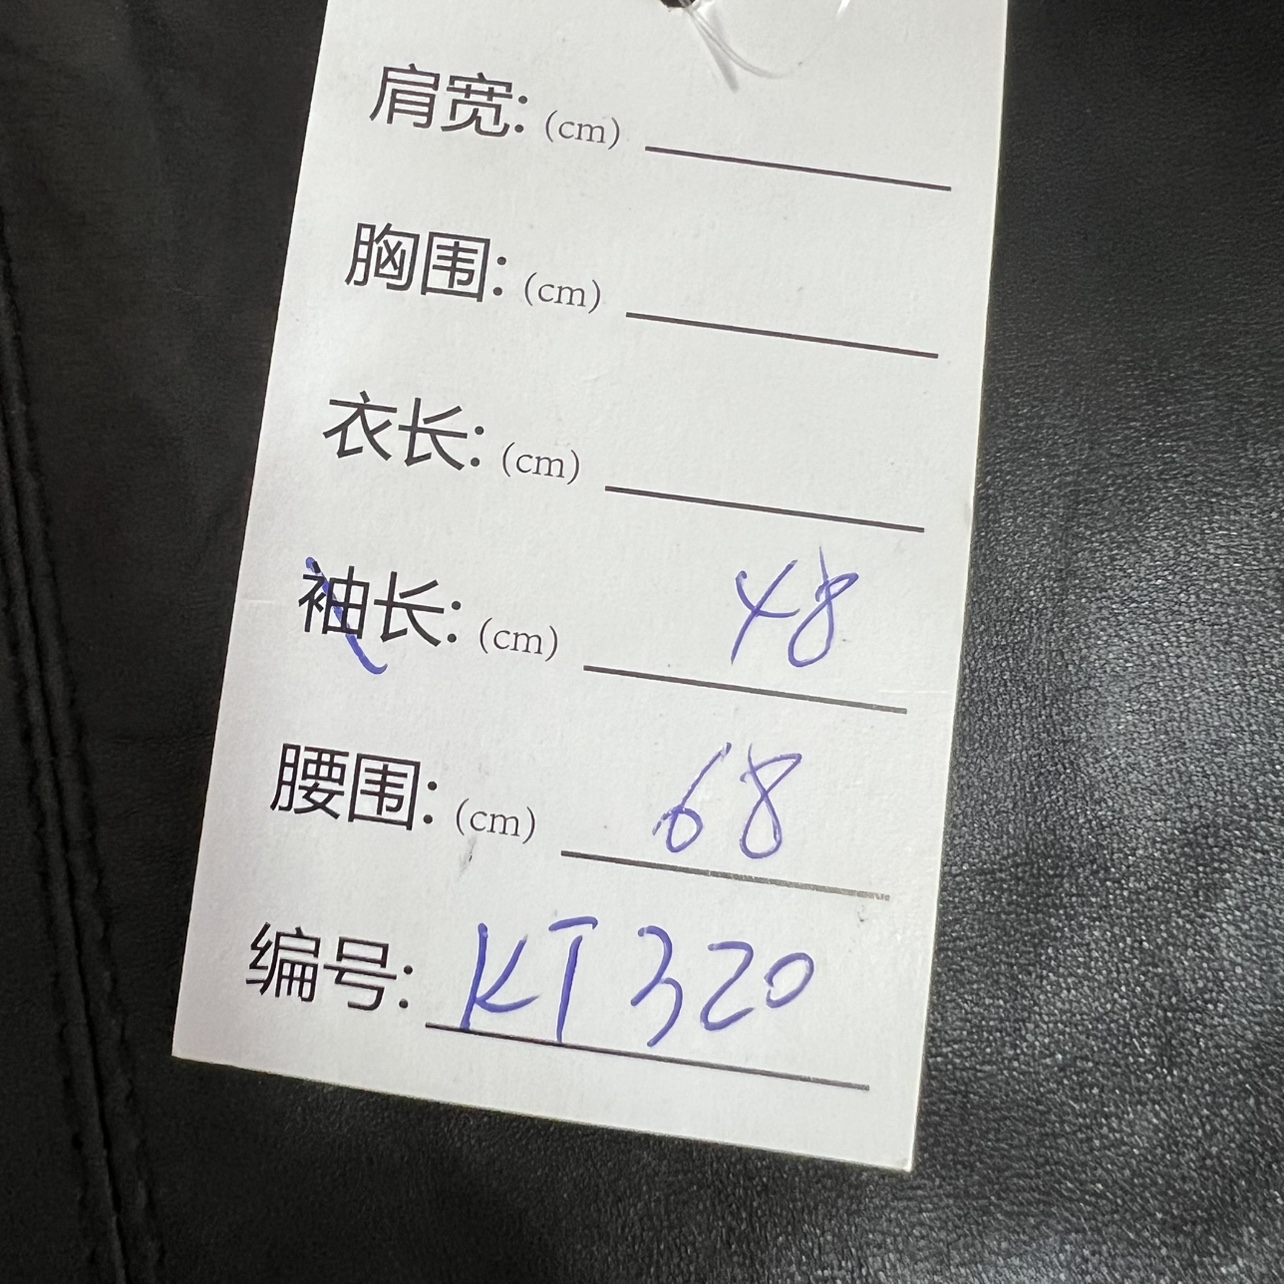 肩宽: (cm)
胸围: (cm)
衣长: (cm)
袖长: (cm) 48
腰围: (cm) 68
编号: KT320